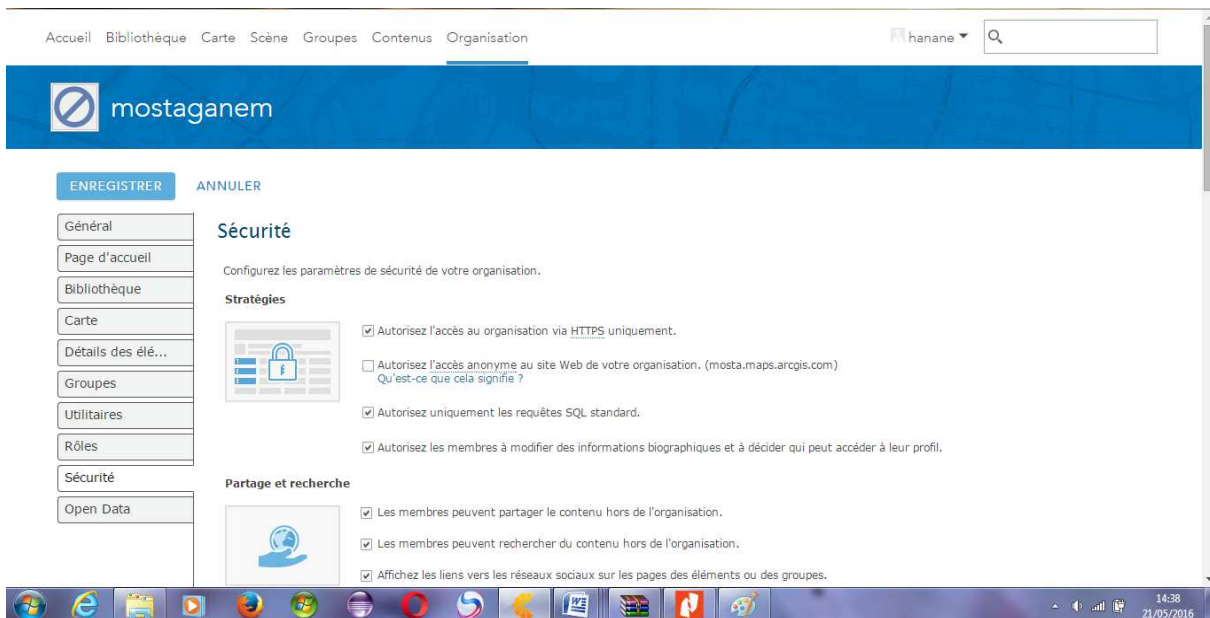 Accueil Bibliothèque Carte Scène Groupes Contenus Organisation hanane
mostaganem
ENREGISTRER ANNULER
Général
Page d'accueil
Bibliothèque
Carte
Détails des élé...
Groupes
Utilitaires
Rôles
Sécurité
Open Data
Sécurité
Configurez les paramètres de sécurité de votre organisation.
Stratégies
Autorisez l'accès au organisation via HTTPS uniquement.
Autorisez l'accès anonyme au site Web de votre organisation. (mosta.maps.arcgis.com)
Qu'est-ce que cela signifie ?
Autorisez uniquement les requêtes SQL standard.
Autorisez les membres à modifier des informations biographiques et à décider qui peut accéder à leur profil.
Partage et recherche
Les membres peuvent partager le contenu hors de l'organisation.
Les membres peuvent rechercher du contenu hors de l'organisation.
Affichez les liens vers les réseaux sociaux sur les pages des éléments ou des groupes.
14:38
21/05/2016